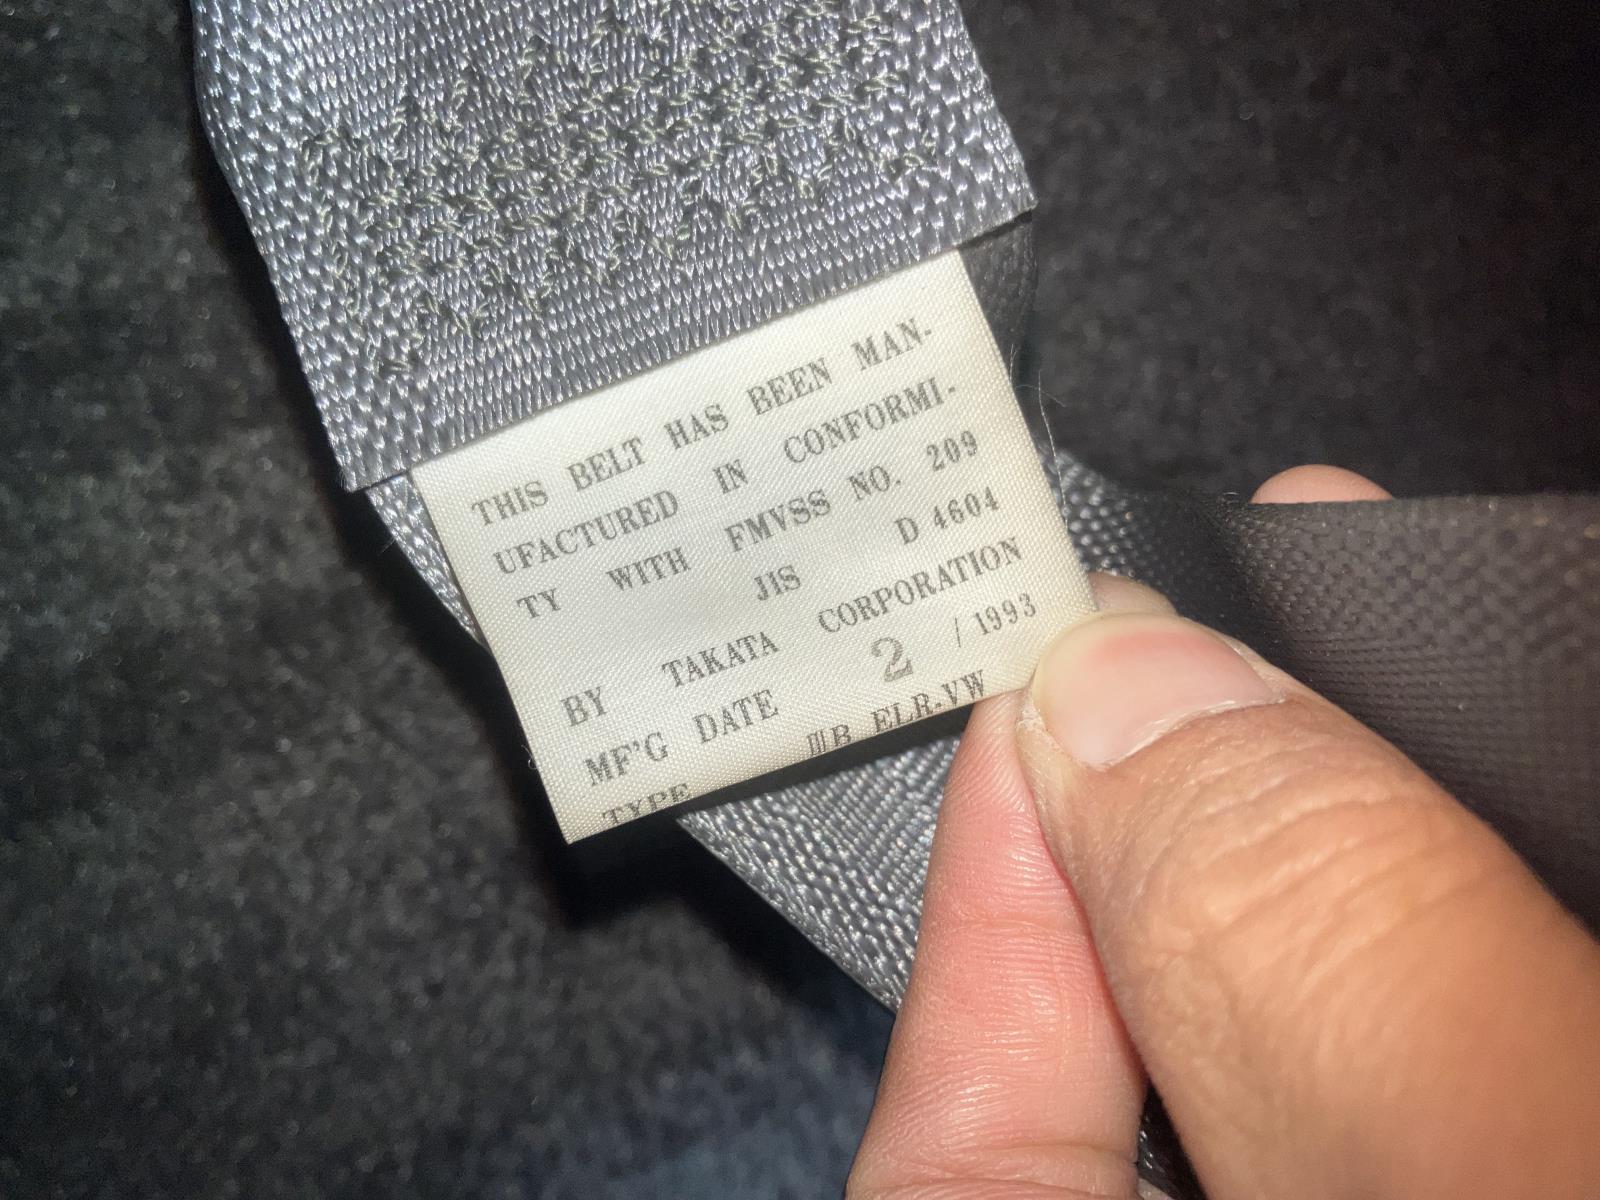 THIS BELT HAS BEEN MAN-
UFACTURED IN CONFORMI-
TY WITH FMVSS NO. 209
JIS D 4604
BY TAKATA CORPORATION
MF'G DATE 2 / 1993
TYPE ⅢB ELR.VW